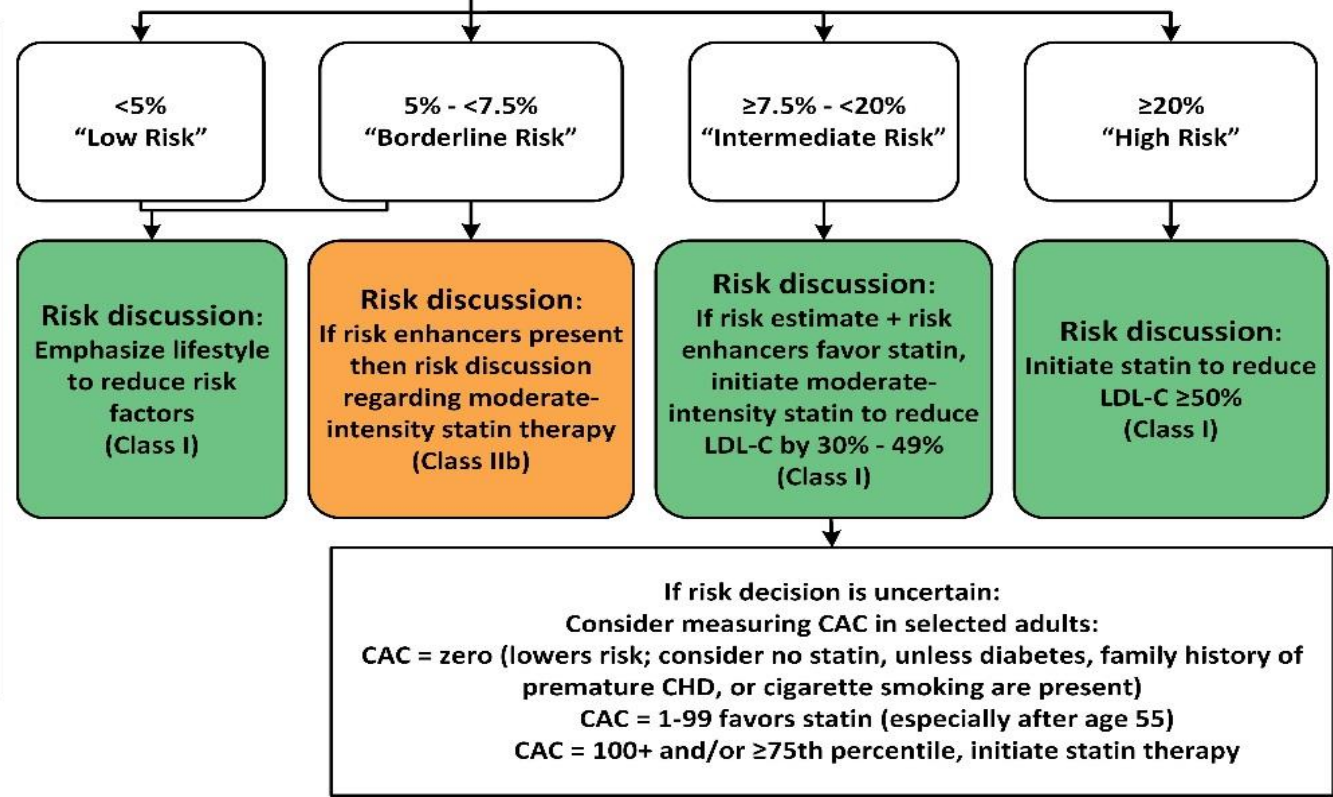 <5%
“Low Risk”
5% - <7.5%
“Borderline Risk”
≥7.5% - <20%
“Intermediate Risk”
≥20%
“High Risk”
Risk discussion:
Emphasize lifestyle
to reduce risk
factors
(Class I)
Risk discussion:
If risk enhancers present
then risk discussion
regarding moderate-
intensity statin therapy
(Class IIb)
Risk discussion:
If risk estimate + risk
enhancers favor statin,
initiate moderate-
intensity statin to reduce
LDL-C by 30% - 49%
(Class I)
Risk discussion:
Initiate statin to reduce
LDL-C ≥50%
(Class I)
If risk decision is uncertain:
Consider measuring CAC in selected adults:
CAC = zero (lowers risk; consider no statin, unless diabetes, family history of
premature CHD, or cigarette smoking are present)
CAC = 1-99 favors statin (especially after age 55)
CAC = 100+ and/or ≥75th percentile, initiate statin therapy